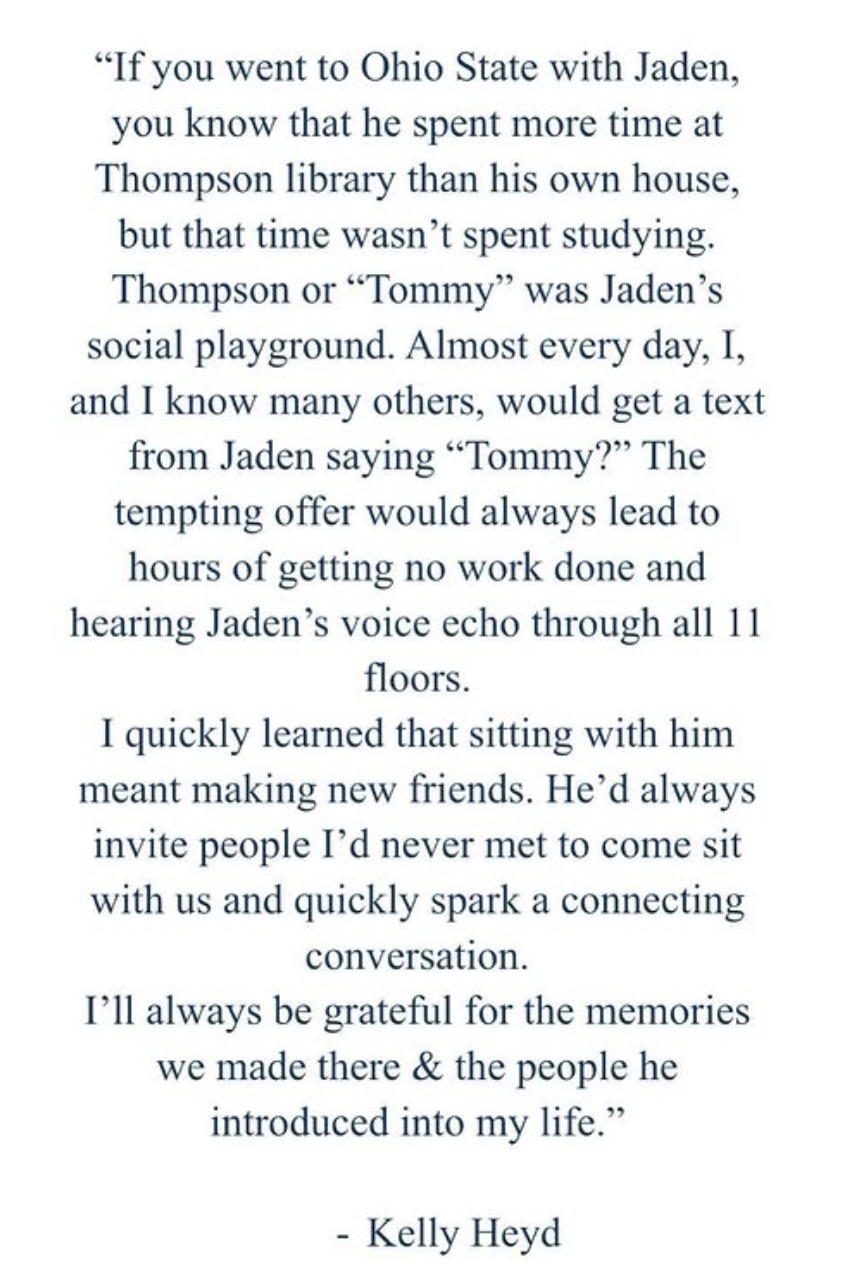 “If you went to Ohio State with Jaden,
you know that he spent more time at
Thompson library than his own house,
but that time wasn’t spent studying.
Thompson or “Tommy” was Jaden’s
social playground. Almost every day, I,
and I know many others, would get a text
from Jaden saying “Tommy?” The
tempting offer would always lead to
hours of getting no work done and
hearing Jaden’s voice echo through all 11
floors.
I quickly learned that sitting with him
meant making new friends. He’d always
invite people I’d never met to come sit
with us and quickly spark a connecting
conversation.
I’ll always be grateful for the memories
we made there & the people he
introduced into my life.”
- Kelly Heyd